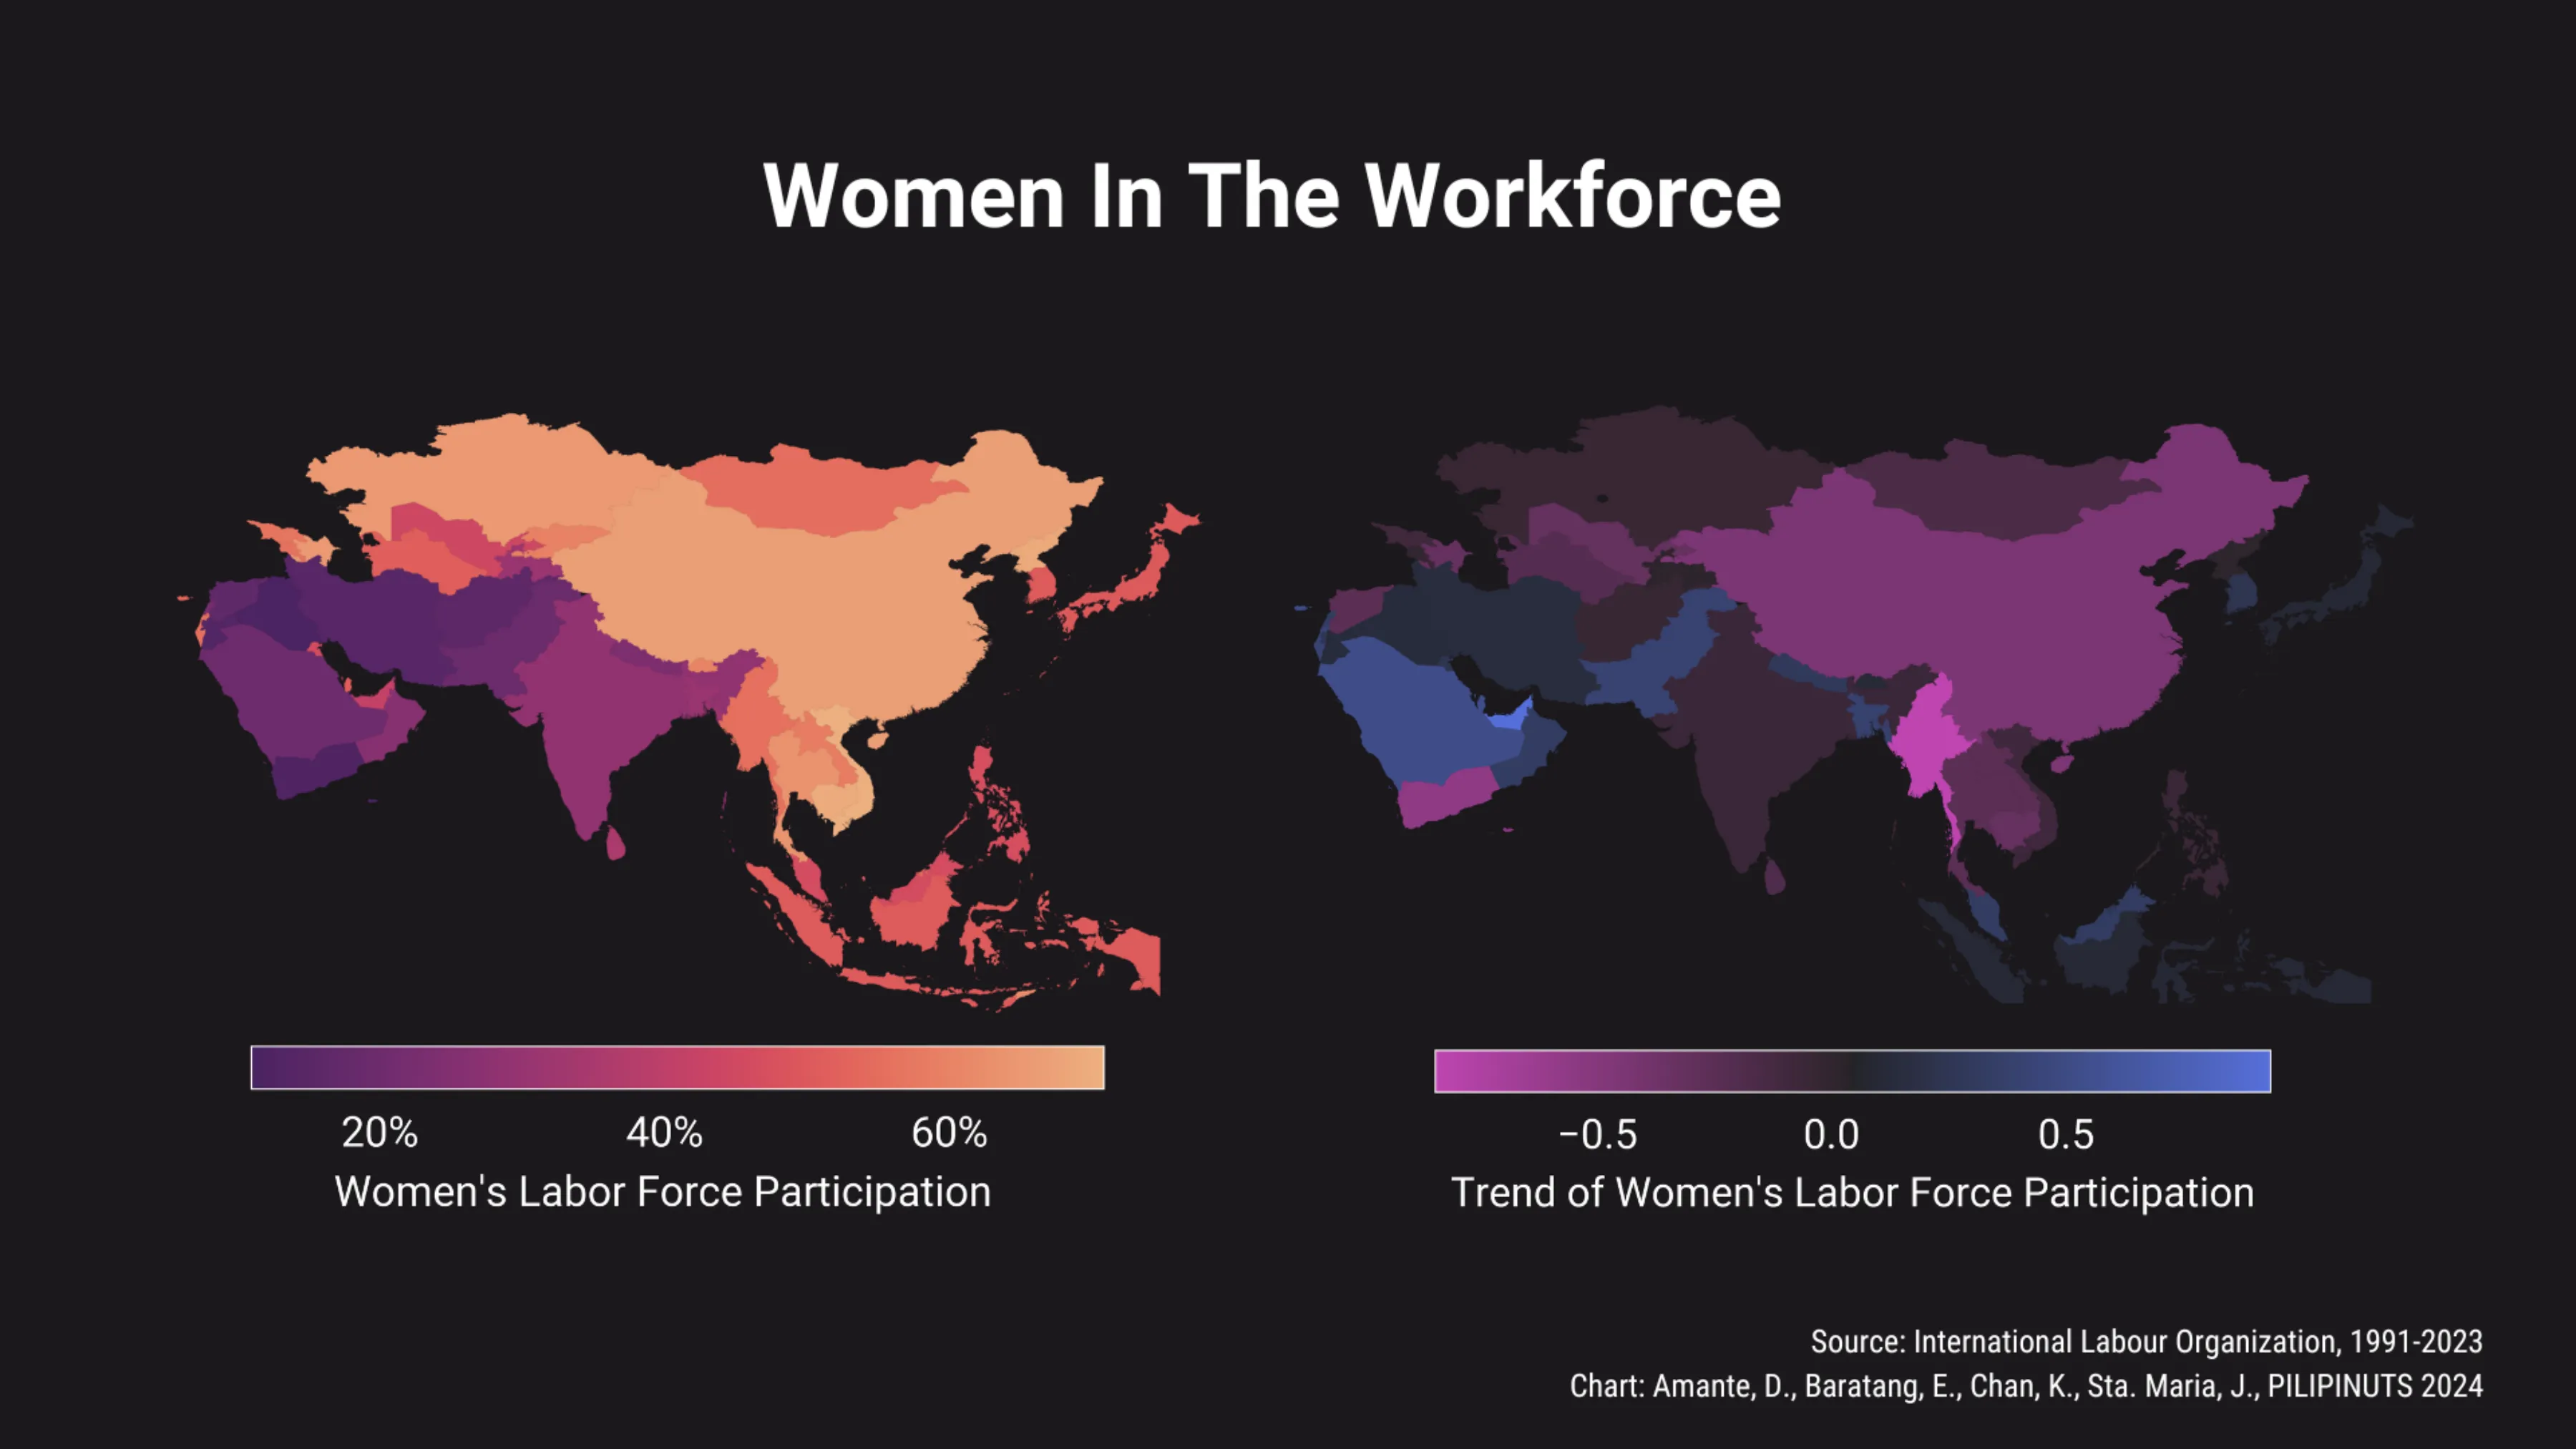 Women In The Workforce
20% 40% 60%
Women's Labor Force Participation
−0.5 0.0 0.5
Trend of Women's Labor Force Participation
Source: International Labour Organization, 1991-2023
Chart: Amante, D., Baratang, E., Chan, K., Sta. Maria, J., PILIPINUTS 2024